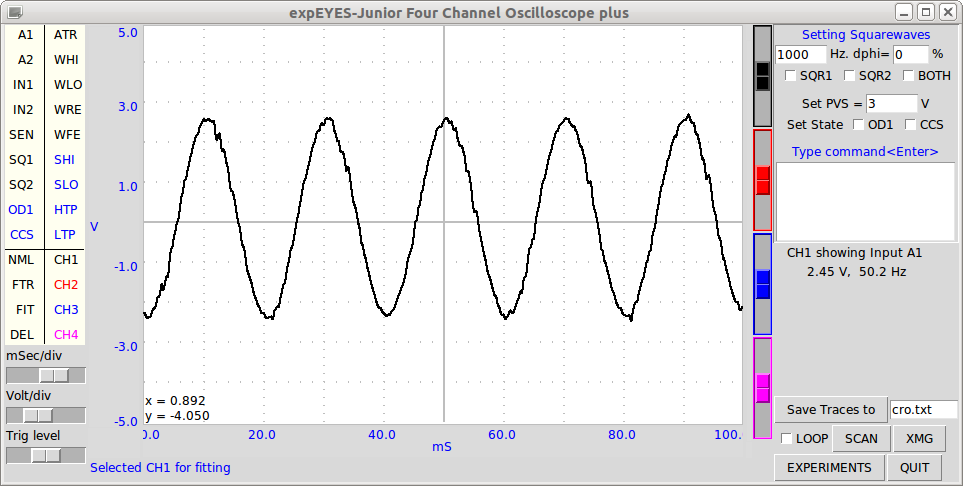 expEYES-Junior Four Channel Oscilloscope plus
A1 ATR
A2 WHI
IN1 WLO
IN2 WRE
SEN WFE
SQ1 SHI
SQ2 SLO
OD1 HTP
CCS LTP
NML CH1
FTR CH2
FIT CH3
DEL CH4
mSec/div
Volt/div
Trig level
5.0
3.0
1.0
V
-1.0
-3.0
-5.0
x = 0.892
y = -4.050
0.0 20.0 40.0 60.0 80.0 100.
mS
Selected CH1 for fitting
Setting Squarewaves
1000 Hz. dphi= 0 %
SQR1 SQR2 BOTH
Set PVS = 3 V
Set State OD1 CCS
Type command<Enter>
CH1 showing Input A1
2.45 V, 50.2 Hz
Save Traces to cro.txt
LOOP SCAN XMG
EXPERIMENTS QUIT